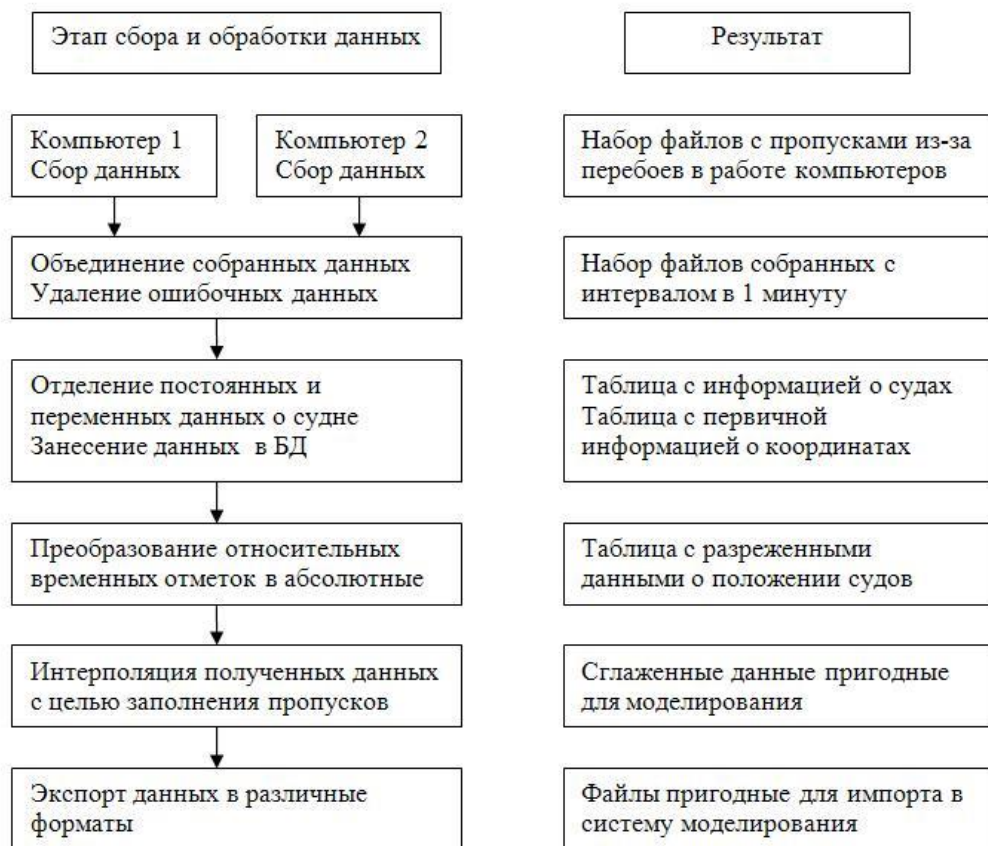 Этап сбора и обработки данных
Результат
Компьютер 1
Сбор данных
Компьютер 2
Сбор данных
Набор файлов с пропусками из-за
перебоев в работе компьютеров
Объединение собранных данных
Удаление ошибочных данных
Набор файлов собранных с
интервалом в 1 минуту
Отделение постоянных и
переменных данных о судне
Занесение данных в БД
Таблица с информацией о судах
Таблица с первичной
информацией о координатах
Преобразование относительных
временных отметок в абсолютные
Таблица с разреженными
данными о положении судов
Интерполяция полученных данных
с целью заполнения пропусков
Сглаженные данные пригодные
для моделирования
Экспорт данных в различные
форматы
Файлы пригодные для импорта в
систему моделирования